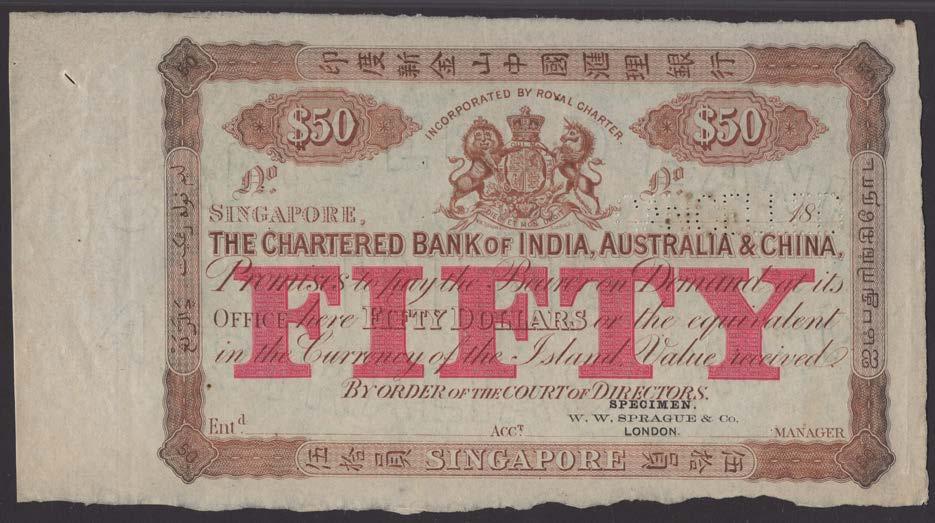 印度新金山中國滙理銀行
50 50
$50 $50
INCORPORATED BY ROYAL CHARTER
No No
SINGAPORE, 18
THE CHARTERED BANK OF INDIA, AUSTRALIA & CHINA,
Promises to pay the Bearer on Demand at its
OFFICE here FIFTY DOLLARS or the equivalent
in the Currency of the Island Value received
FIFTY
BY ORDER OF THE COURT OF DIRECTORS.
SPECIMEN.
W. W. SPRAGUE & Co.
LONDON.
Entd ACCT MANAGER
50 50
伍拾員 SINGAPORE 伍拾員
ஐம்பதுரிங்கிநோட்